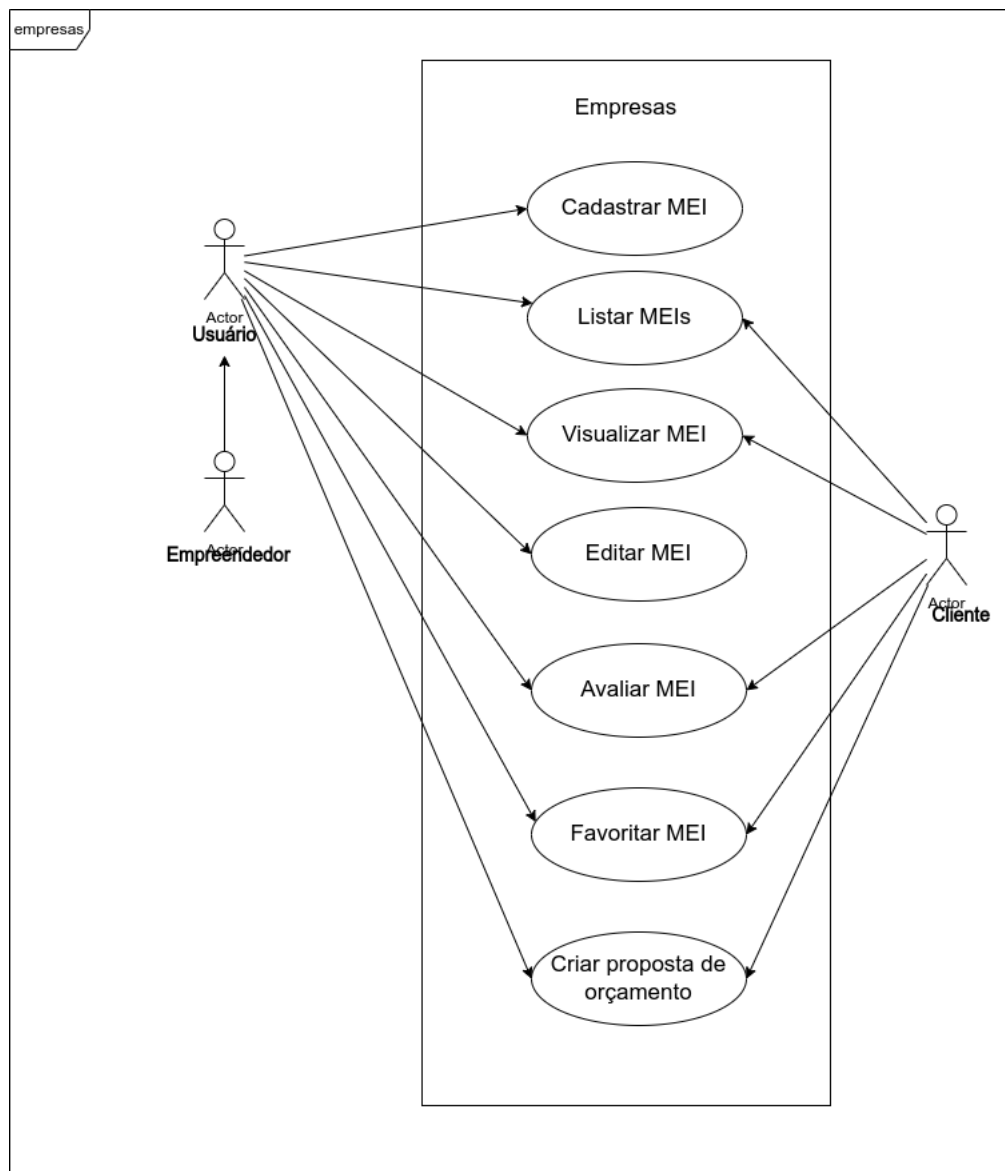 empresas
Empresas
Cadastrar MEI
Listar MEIs
Actor
Usuário
Visualizar MEI
Actor
Empreendedor
Editar MEI
Actor
Cliente
Avaliar MEI
Favoritar MEI
Criar proposta de
orçamento